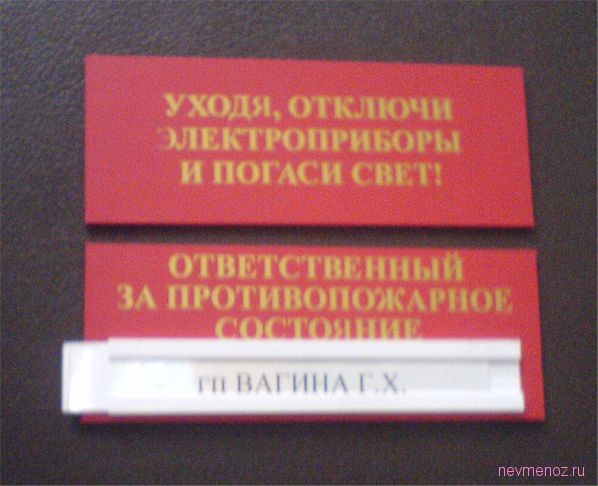 УХОДЯ, ОТКЛЮЧИ
ЭЛЕКТРОПРИБОРЫ
И ПОГАСИ СВЕТ!
ОТВЕТСТВЕННЫЙ
ЗА ПРОТИВОПОЖАРНОЕ
СОСТОЯНИЕ
гп ВАГИНА Г.Х.
nevmenoz.ru